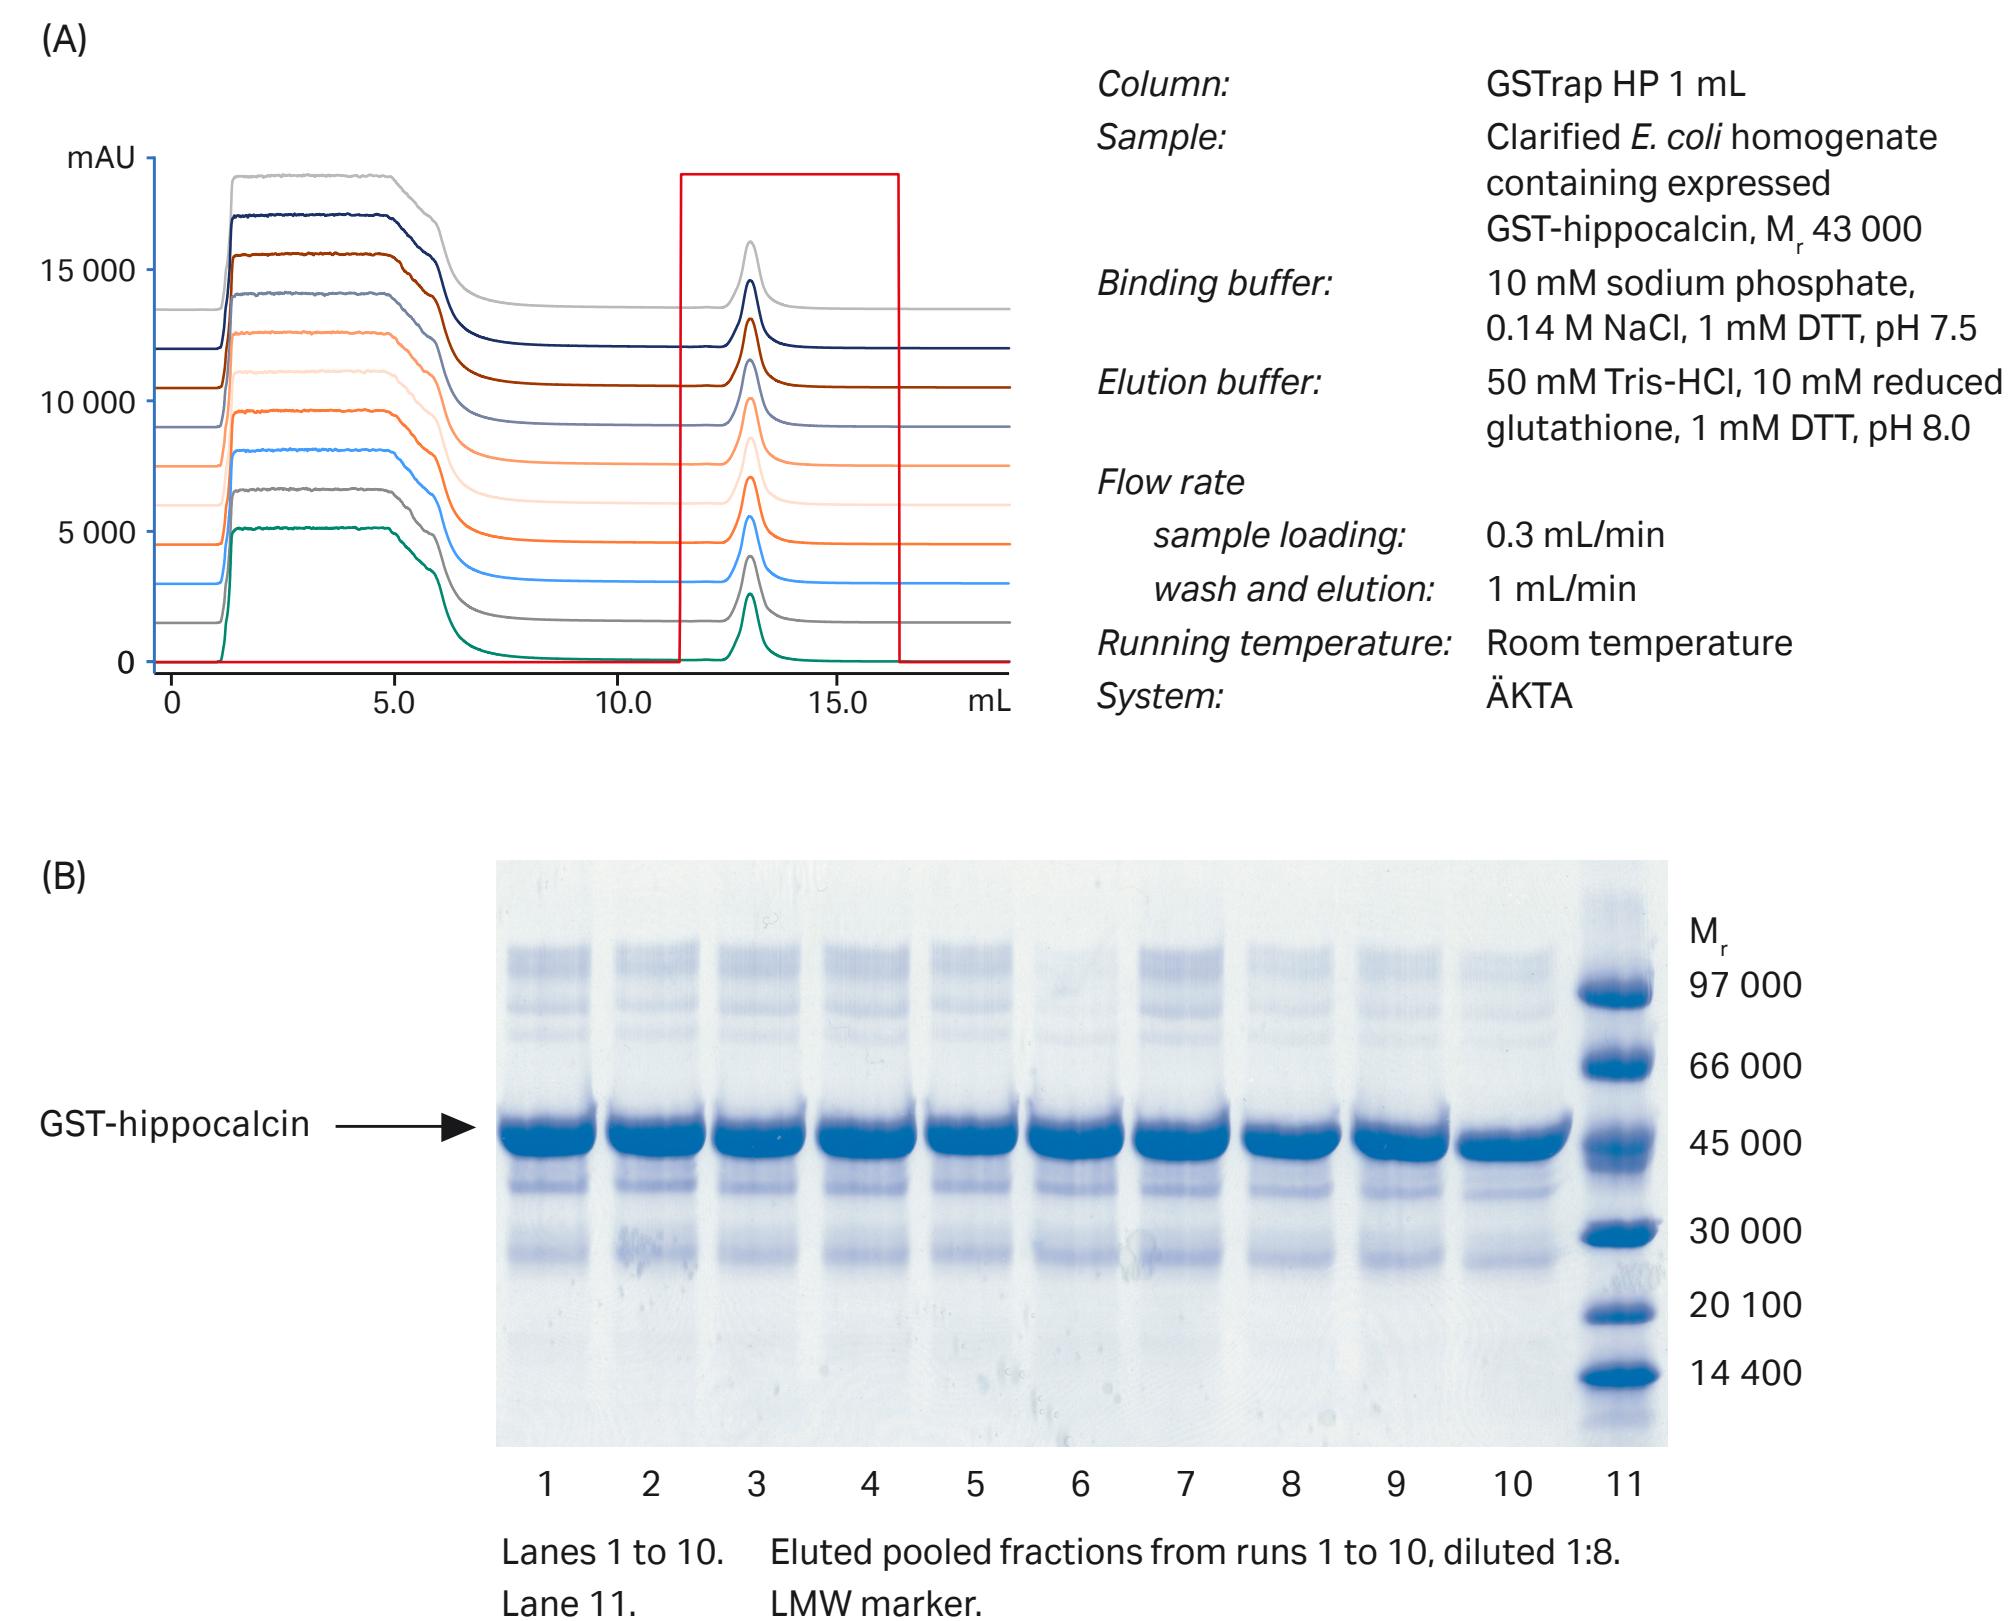 (A)
mAU
15 000
10 000
5 000
0
0 5.0 10.0 15.0 mL
Column: GSTrap HP 1 mL
Sample: Clarified E. coli homogenate
containing expressed
GST-hippocalcin, Mr 43 000
Binding buffer: 10 mM sodium phosphate,
0.14 M NaCl, 1 mM DTT, pH 7.5
Elution buffer: 50 mM Tris-HCl, 10 mM reduced
glutathione, 1 mM DTT, pH 8.0
Flow rate
sample loading: 0.3 mL/min
wash and elution: 1 mL/min
Running temperature: Room temperature
System: ÄKTA
(B)
GST-hippocalcin
Mr
97 000
66 000
45 000
30 000
20 100
14 400
1 2 3 4 5 6 7 8 9 10 11
Lanes 1 to 10. Eluted pooled fractions from runs 1 to 10, diluted 1:8.
Lane 11. LMW marker.